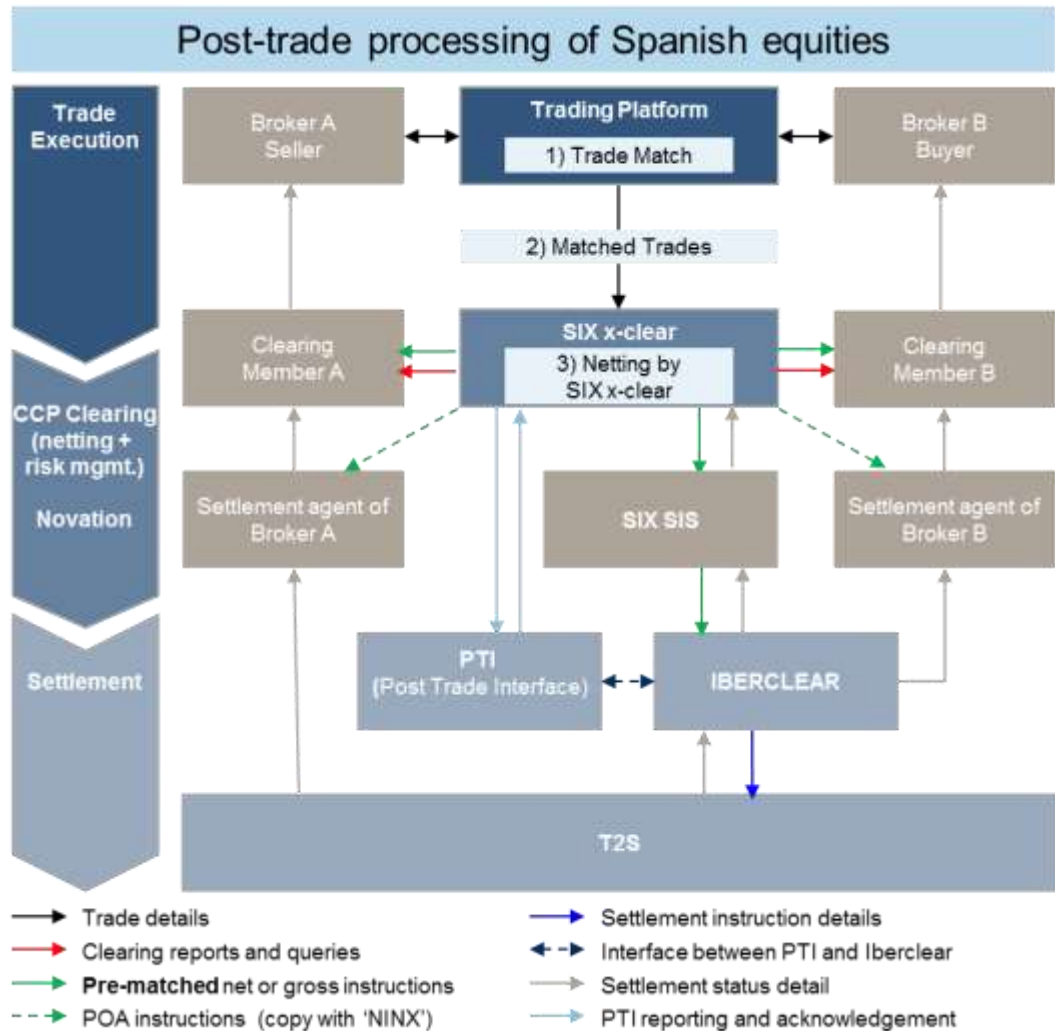 Post-trade processing of Spanish equities
Trade
Execution
Broker A
Seller
Trading Platform
1) Trade Match
Broker B
Buyer
2) Matched Trades
CCP Clearing
(netting +
risk mgmt.)
Novation
Clearing
Member A
SIX x-clear
3) Netting by
SIX x-clear
Clearing
Member B
Settlement agent of
Broker A
SIX SIS
Settlement agent of
Broker B
Settlement
PTI
(Post Trade Interface)
IBERCLEAR
T2S
Trade details
Clearing reports and queries
Pre-matched net or gross instructions
POA instructions (copy with 'NINX')
Settlement instruction details
Interface between PTI and Iberclear
Settlement status detail
PTI reporting and acknowledgement